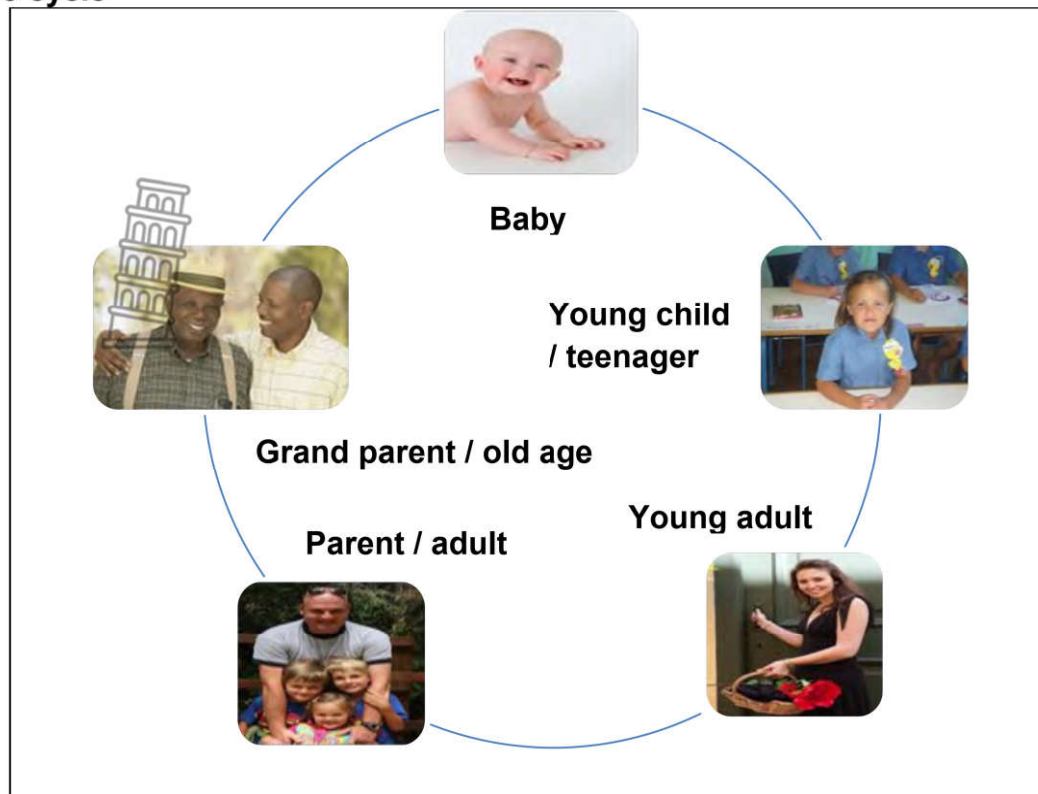 Baby
Young child
/ teenager
Grand parent / old age
Young adult
Parent / adult